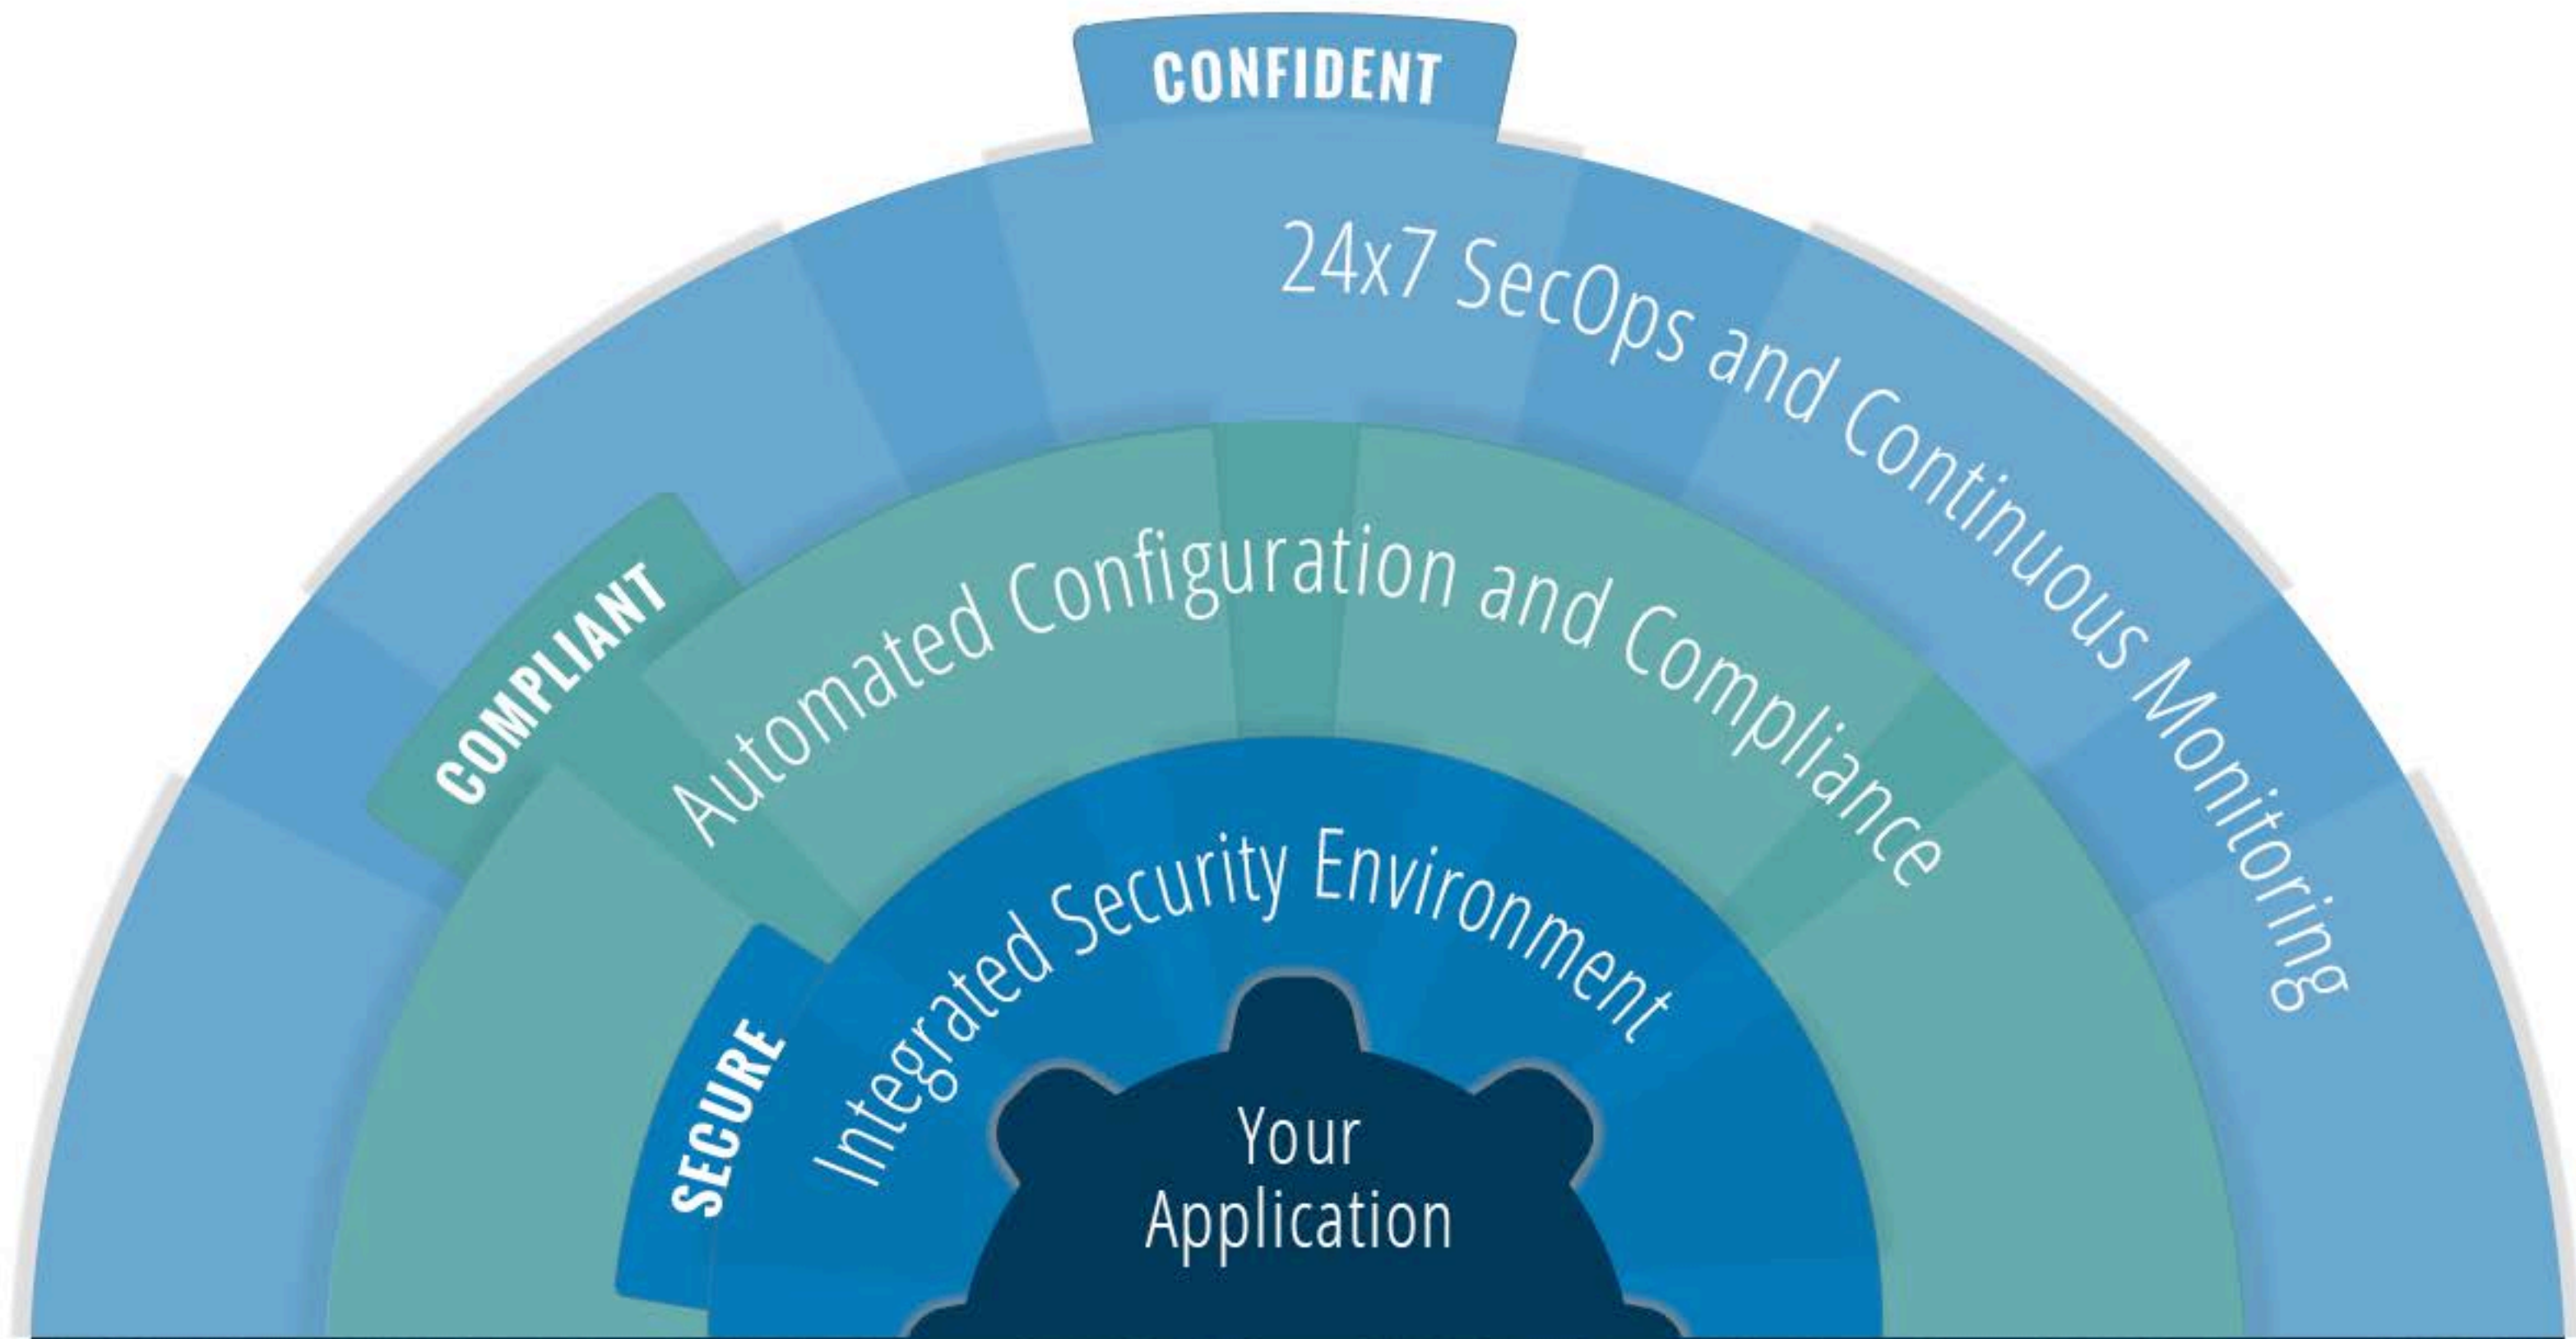 CONFIDENT
24x7 SecOps and Continuous Monitoring
COMPLIANT
Automated Configuration and Compliance
SECURE
Integrated Security Environment
Your
Application